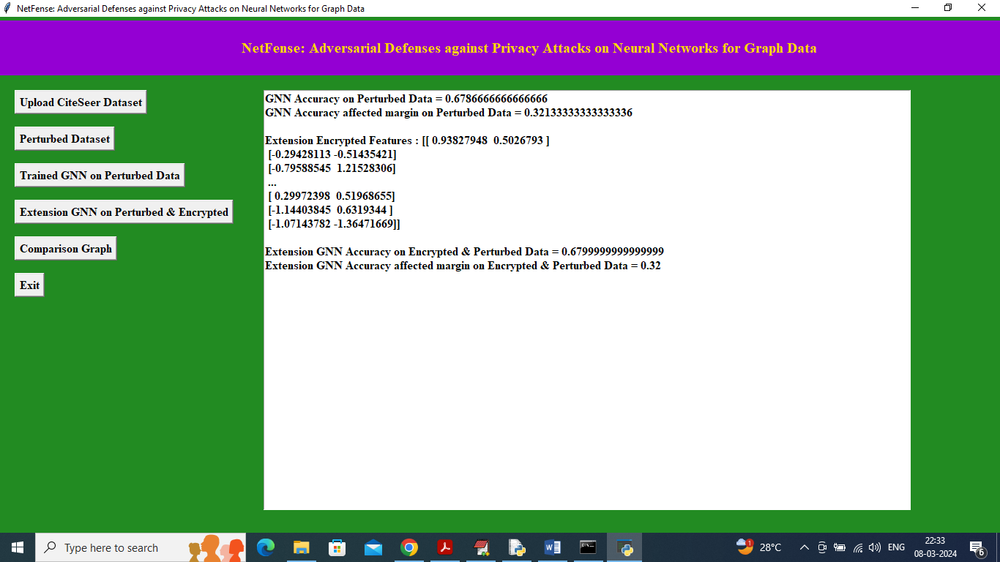 NetFense: Adversarial Defenses against Privacy Attacks on Neural Networks for Graph Data
NetFense: Adversarial Defenses against Privacy Attacks on Neural Networks for Graph Data
Upload CiteSeer Dataset
Perturbed Dataset
Trained GNN on Perturbed Data
Extension GNN on Perturbed & Encrypted
Comparison Graph
Exit
GNN Accuracy on Perturbed Data = 0.6786666666666666
GNN Accuracy affected margin on Perturbed Data = 0.32133333333333336
Extension Encrypted Features : [[ 0.93827948  0.5026793 ]
[-0.29428113 -0.51435421]
[-0.79588545  1.21528306]
...
[ 0.29972398  0.51968655]
[-1.14403845  0.6319344 ]
[-1.07143782 -1.36471669]]
Extension GNN Accuracy on Encrypted & Perturbed Data = 0.6799999999999999
Extension GNN Accuracy affected margin on Encrypted & Perturbed Data = 0.32
Type here to search
1
28°C
ENG
22:33
08-03-2024
6